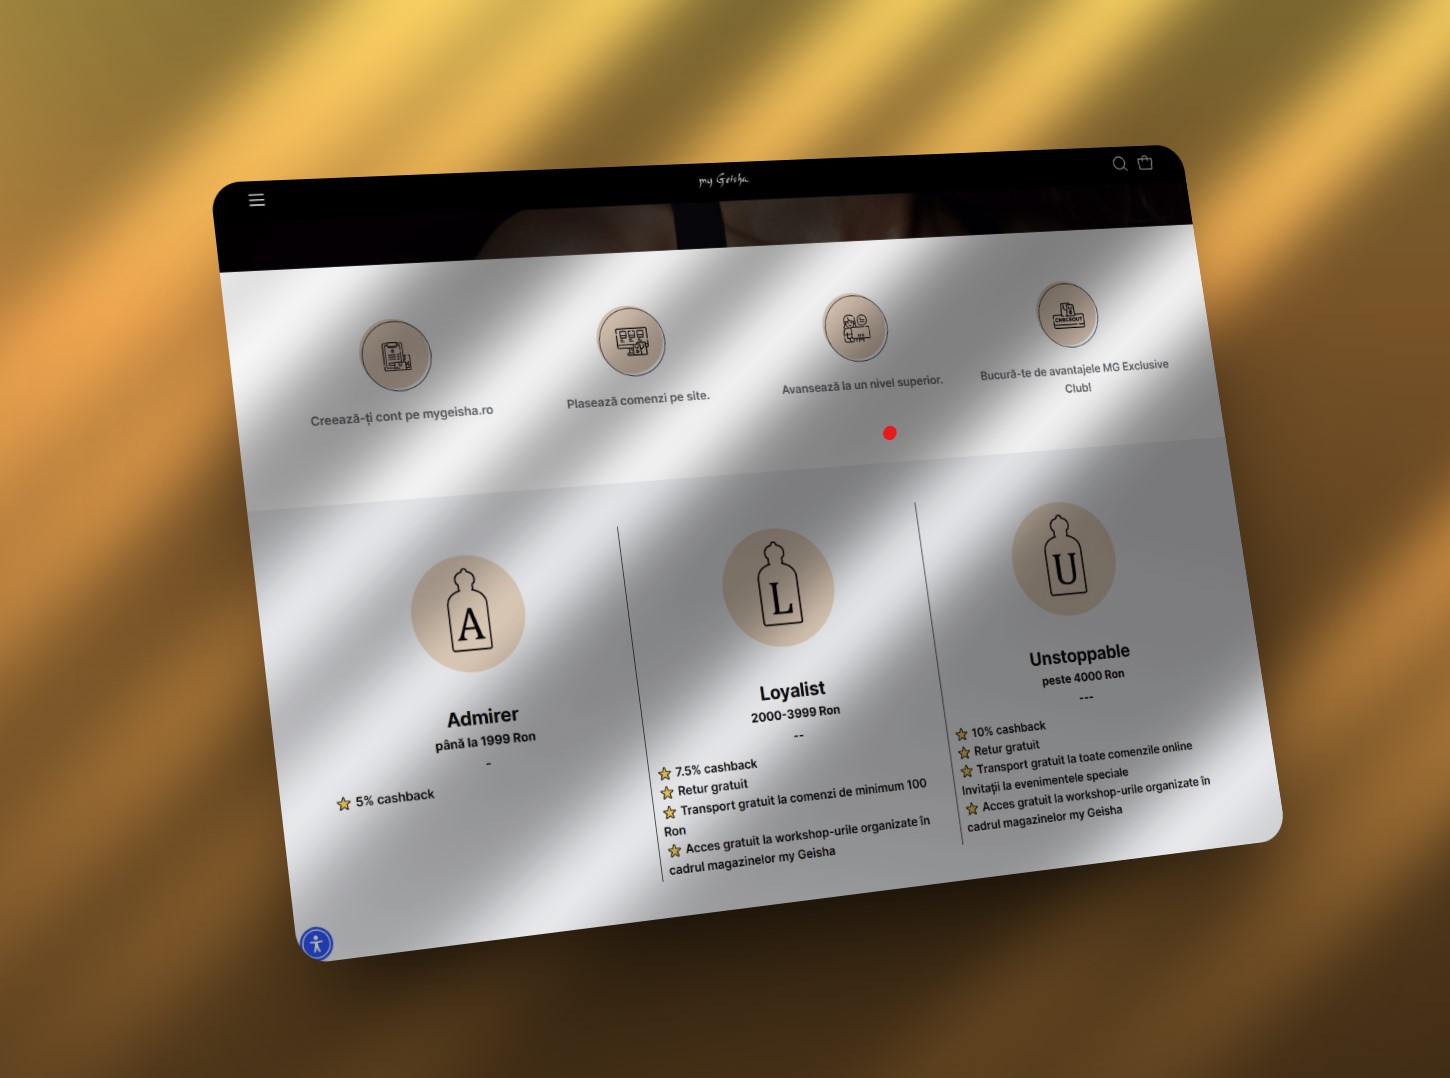 my Geisha
Creează-ți cont pe mygeisha.ro
Plasează comenzi pe site.
Avansează la un nivel superior.
CHECKOUT
Bucură-te de avantajele MG Exclusive
Club!
A
Admirer
până la 1999 Ron
-
⭐ 5% cashback
L
Loyalist
2000-3999 Ron
--
⭐ 7.5% cashback
⭐ Retur gratuit
⭐ Transport gratuit la comenzi de minimum 100
Ron
⭐ Acces gratuit la workshop-urile organizate în
cadrul magazinelor my Geisha
U
Unstoppable
peste 4000 Ron
---
⭐ 10% cashback
⭐ Retur gratuit
⭐ Transport gratuit la toate comenzile online
Invitații la evenimentele speciale
⭐ Acces gratuit la workshop-urile organizate în
cadrul magazinelor my Geisha